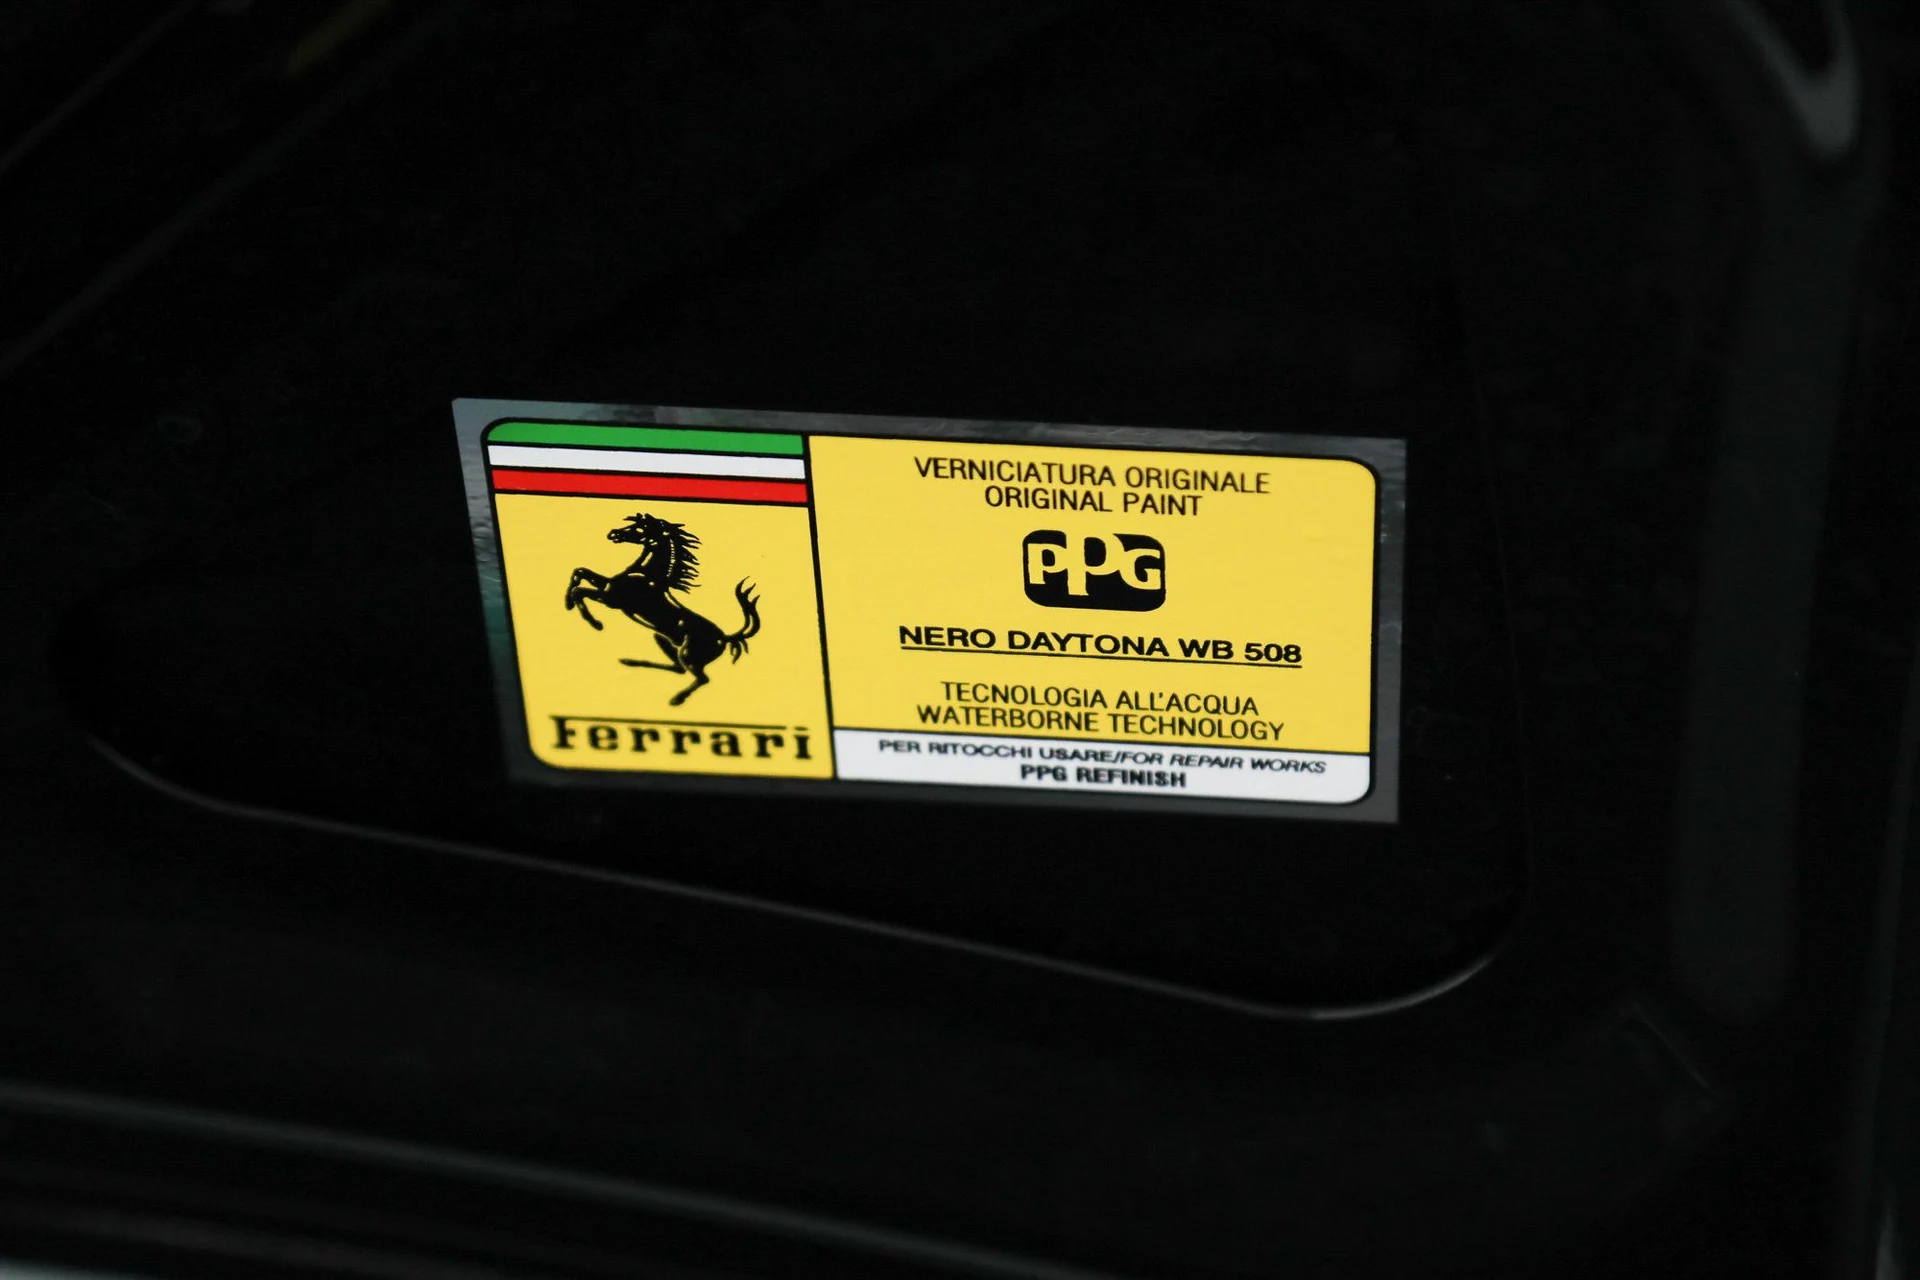 Ferrari
VERNICIATURA ORIGINALE
ORIGINAL PAINT
PPG
NERO DAYTONA WB 508
TECNOLOGIA ALL'ACQUA
WATERBORNE TECHNOLOGY
PER RITOCCHI USARE/FOR REPAIR WORKS
PPG REFINISH